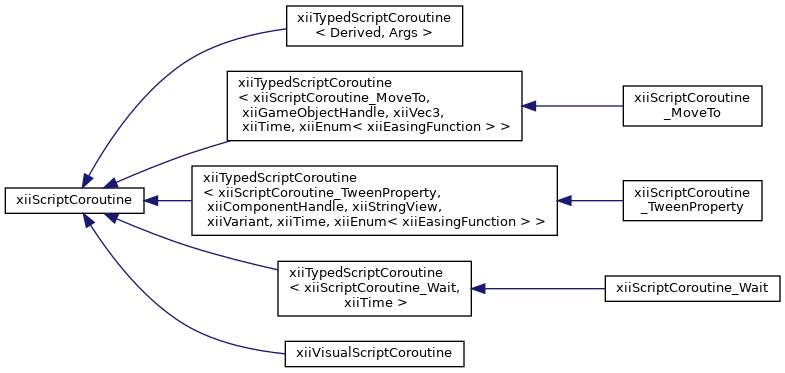 xiiTypedScriptCoroutine
< Derived, Args >
xiiTypedScriptCoroutine
< xiiScriptCoroutine_MoveTo,
xiiGameObjectHandle, xiiVec3,
xiiTime, xiiEnum< xiiEasingFunction > >
xiiScriptCoroutine
_MoveTo
xiiTypedScriptCoroutine
< xiiScriptCoroutine_TweenProperty,
xiiComponentHandle, xiiStringView,
xiiVariant, xiiTime, xiiEnum< xiiEasingFunction > >
xiiScriptCoroutine
_TweenProperty
xiiScriptCoroutine
xiiTypedScriptCoroutine
< xiiScriptCoroutine_Wait,
xiiTime >
xiiScriptCoroutine_Wait
xiiVisualScriptCoroutine